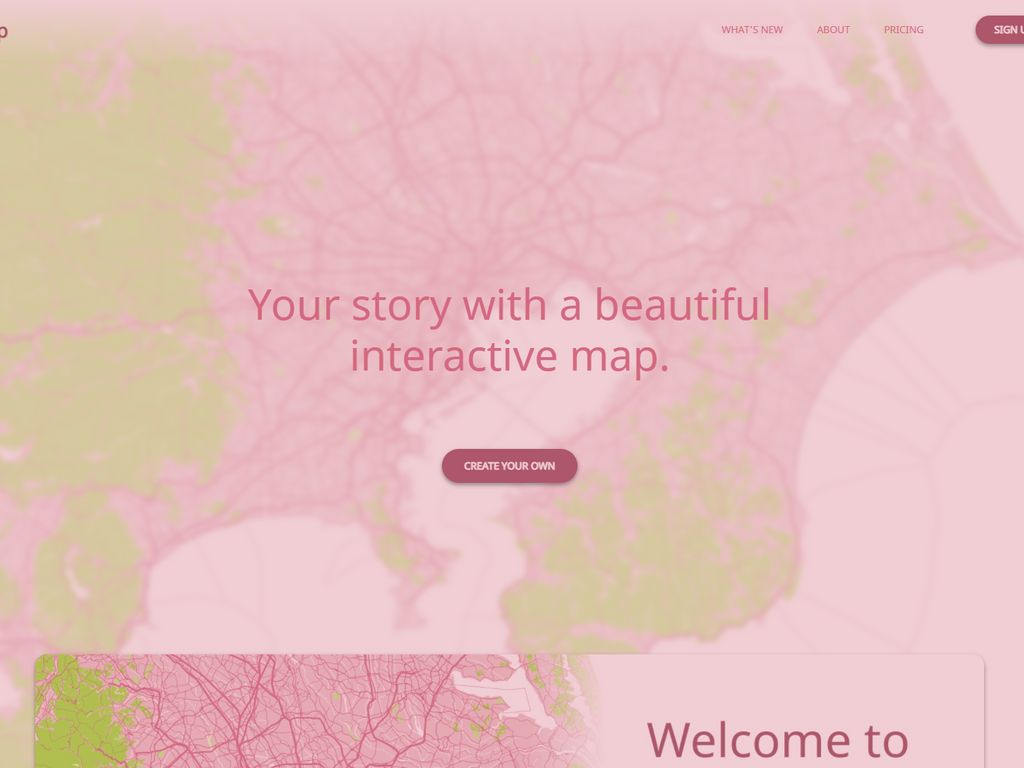 WHAT'S NEW
ABOUT
PRICING
SIGN
Your story with a beautiful
interactive map.
CREATE YOUR OWN
Welcome to